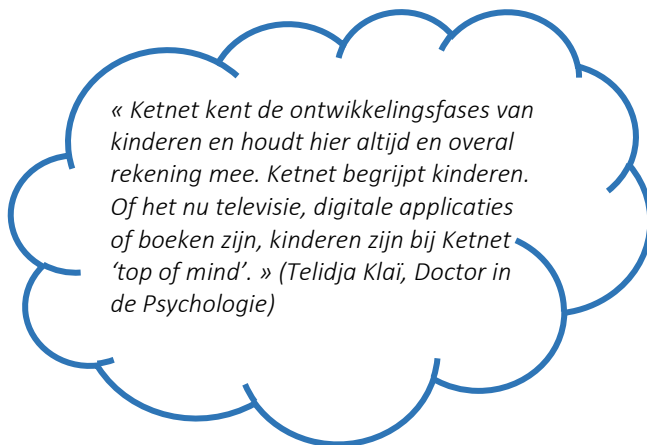 « Ketnet kent de ontwikkelingsfases van
kinderen en houdt hier altijd en overal
rekening mee. Ketnet begrijpt kinderen.
Of het nu televisie, digitale applicaties
of boeken zijn, kinderen zijn bij Ketnet
‘top of mind’. » (Telidja Klaï, Doctor in
de Psychologie)